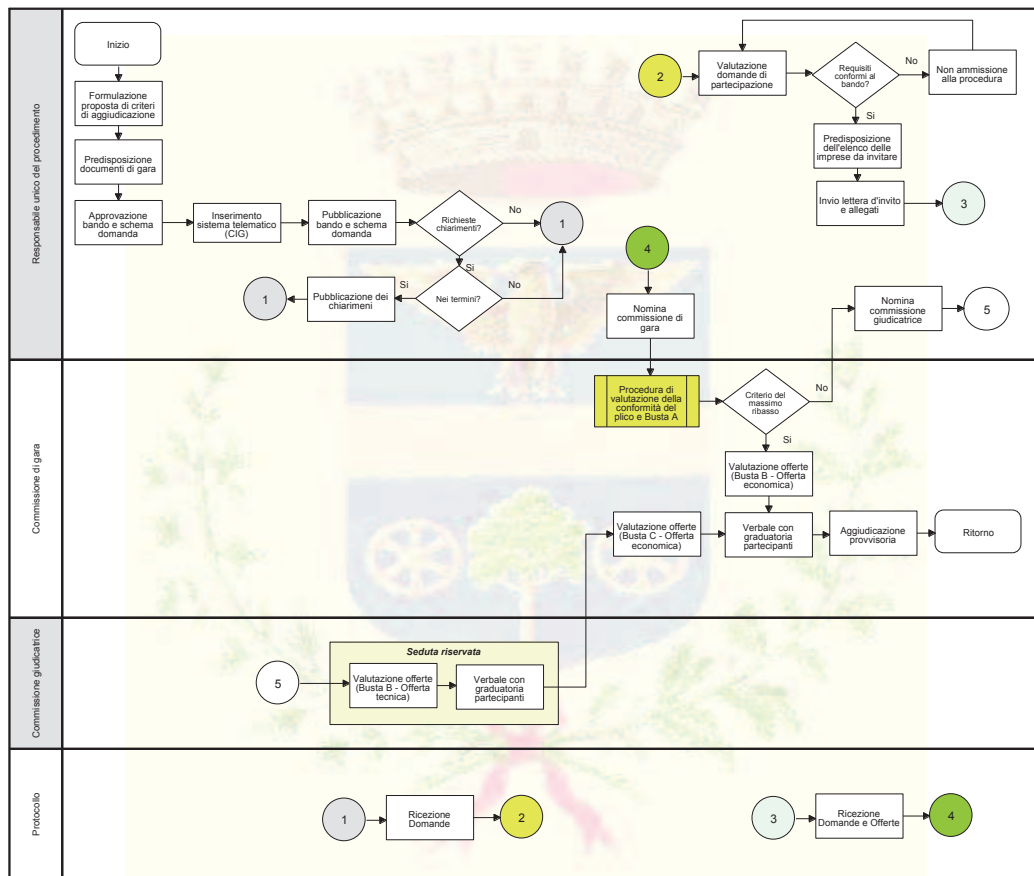 Responsabile unico del procedimento
Inizio
Formulazione
proposta di criteri
di aggiudicazione
Predisposizione
documenti di gara
Approvazione
bando e schema
domanda
Inserimento
sistema telematico
(CIG)
Pubblicazione
bando e schema
domanda
Richieste
chiarimenti?
No
1
Si
Nei termini?
No
Si
Pubblicazione dei
chiarimeni
1
2
Valutazione
domande di
partecipazione
Requisiti
conformi al
bando?
No
Non ammissione
alla procedura
Si
Predisposizione
dell'elenco delle
imprese da invitare
Invio lettera d'invito
e allegati
3
4
Nomina
commissione di
gara
Nomina
commissione
giudicatrice
5
Commissione di gara
Procedura di
valutazione della
conformità del
plico e Busta A
Criterio del
massimo
ribasso
No
Si
Valutazione offerte
(Busta B - Offerta
economica)
Valutazione offerte
(Busta C - Offerta
economica)
Verbale con
graduatoria
partecipanti
Aggiudicazione
provvisoria
Ritorno
Commissione giudicatrice
Seduta riservata
5
Valutazione offerte
(Busta B - Offerta
tecnica)
Verbale con
graduatoria
partecipanti
Protocollo
1
Ricezione
Domande
2
3
Ricezione
Domande e Offerte
4